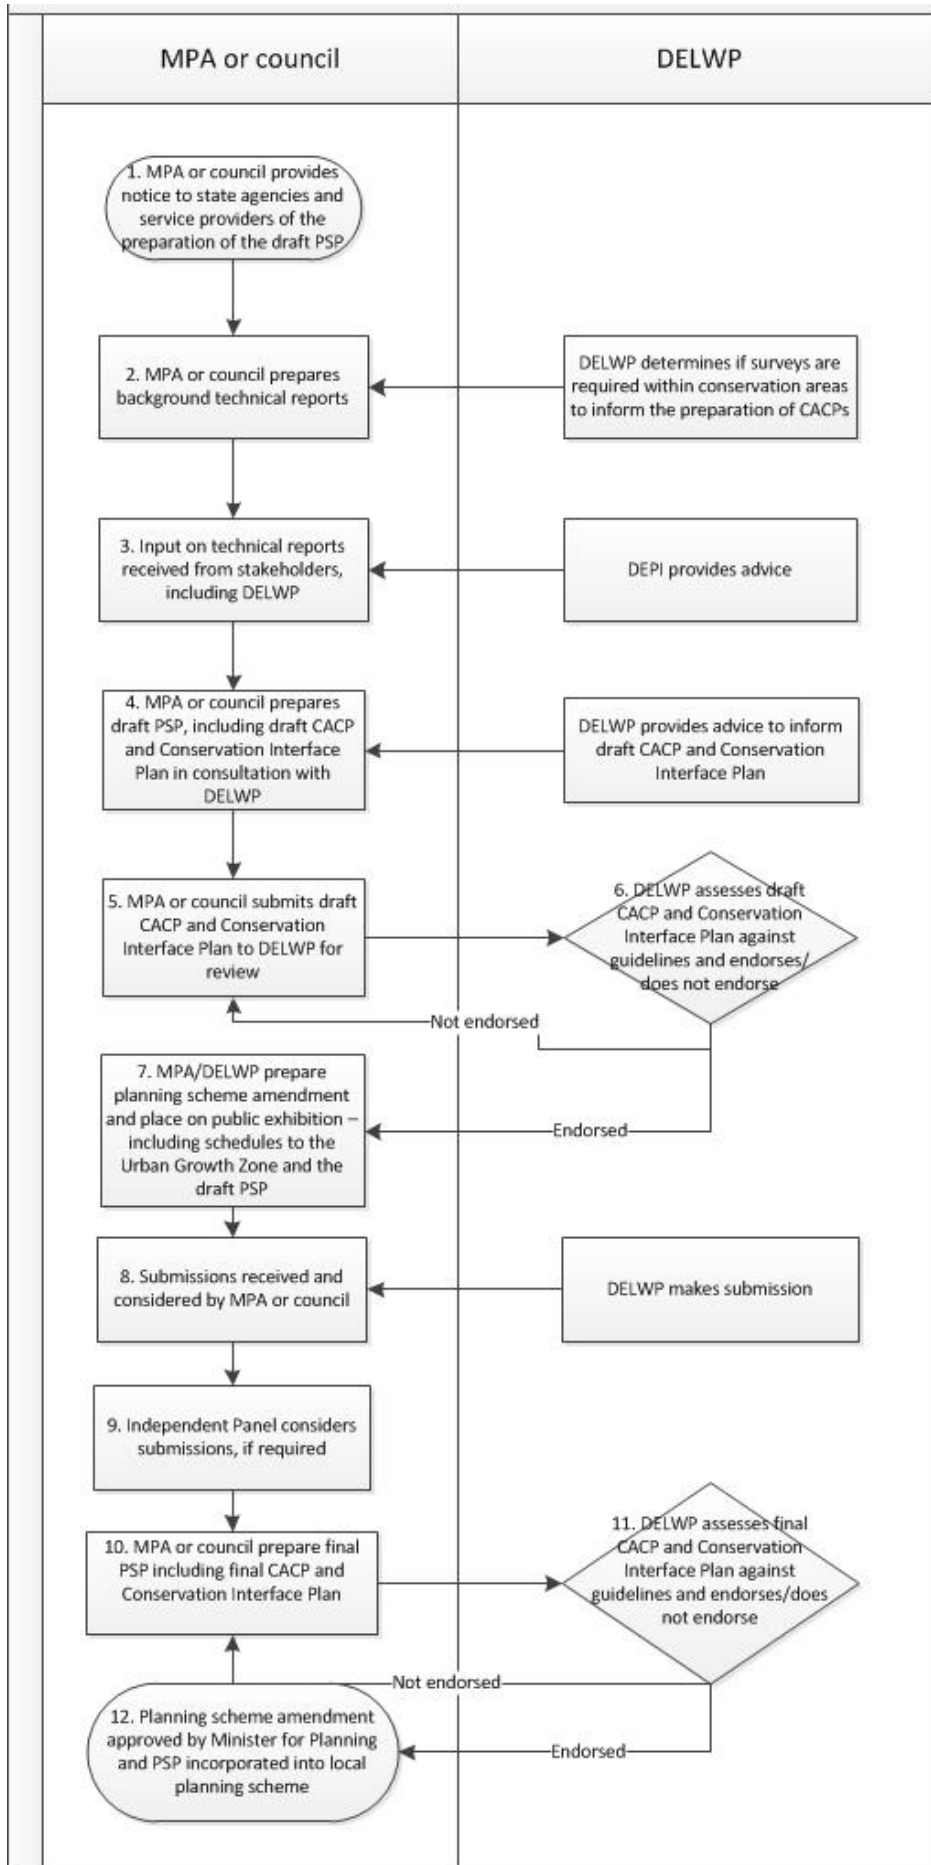 MPA or council
DELWP
1. MPA or council provides
notice to state agencies and
service providers of the
preparation of the draft PSP
2. MPA or council prepares
background technical reports
DELWP determines if surveys are
required within conservation areas
to inform the preparation of CACPs
3. Input on technical reports
received from stakeholders,
including DELWP
DEPI provides advice
4. MPA or council prepares
draft PSP, including draft CACP
and Conservation Interface
Plan in consultation with
DELWP
DELWP provides advice to inform
draft CACP and Conservation
Interface Plan
5. MPA or council submits draft
CACP and Conservation
Interface Plan to DELWP for
review
6. DELWP assesses draft
CACP and Conservation
Interface Plan against
guidelines and endorses/
does not endorse
Not endorsed
7. MPA/DELWP prepare
planning scheme amendment
and place on public exhibition –
including schedules to the
Urban Growth Zone and the
draft PSP
Endorsed
8. Submissions received and
considered by MPA or council
DELWP makes submission
9. Independent Panel considers
submissions, if required
10. MPA or council prepare final
PSP including final CACP and
Conservation Interface Plan
11. DELWP assesses final
CACP and Conservation
Interface Plan against
guidelines and endorses/does
not endorse
Not endorsed
12. Planning scheme amendment
approved by Minister for Planning
and PSP incorporated into local
planning scheme
Endorsed